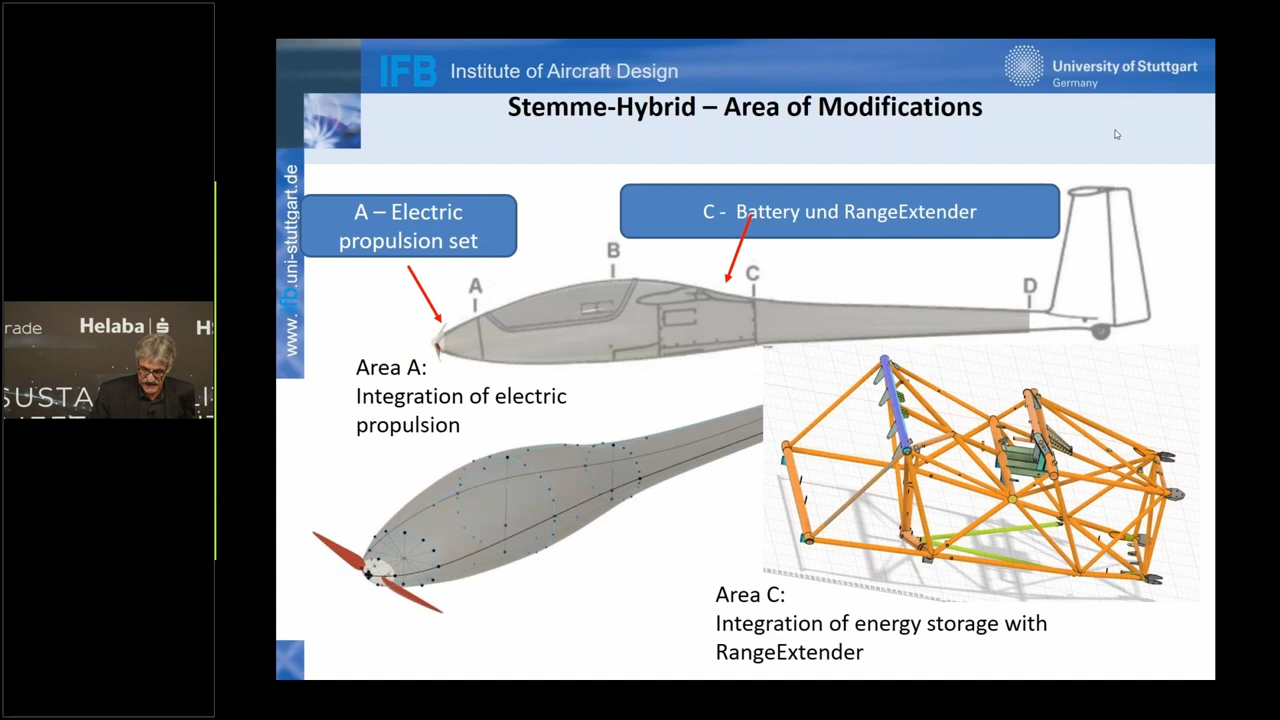 IFB Institute of Aircraft Design
University of Stuttgart
Germany
Stemme-Hybrid – Area of Modifications
www.ifb.uni-stuttgart.de
A – Electric
propulsion set
C - Battery und RangeExtender
A
B
C
D
Area A:
Integration of electric
propulsion
Area C:
Integration of energy storage with
RangeExtender
rade
Helaba
H
SUSTA
LI